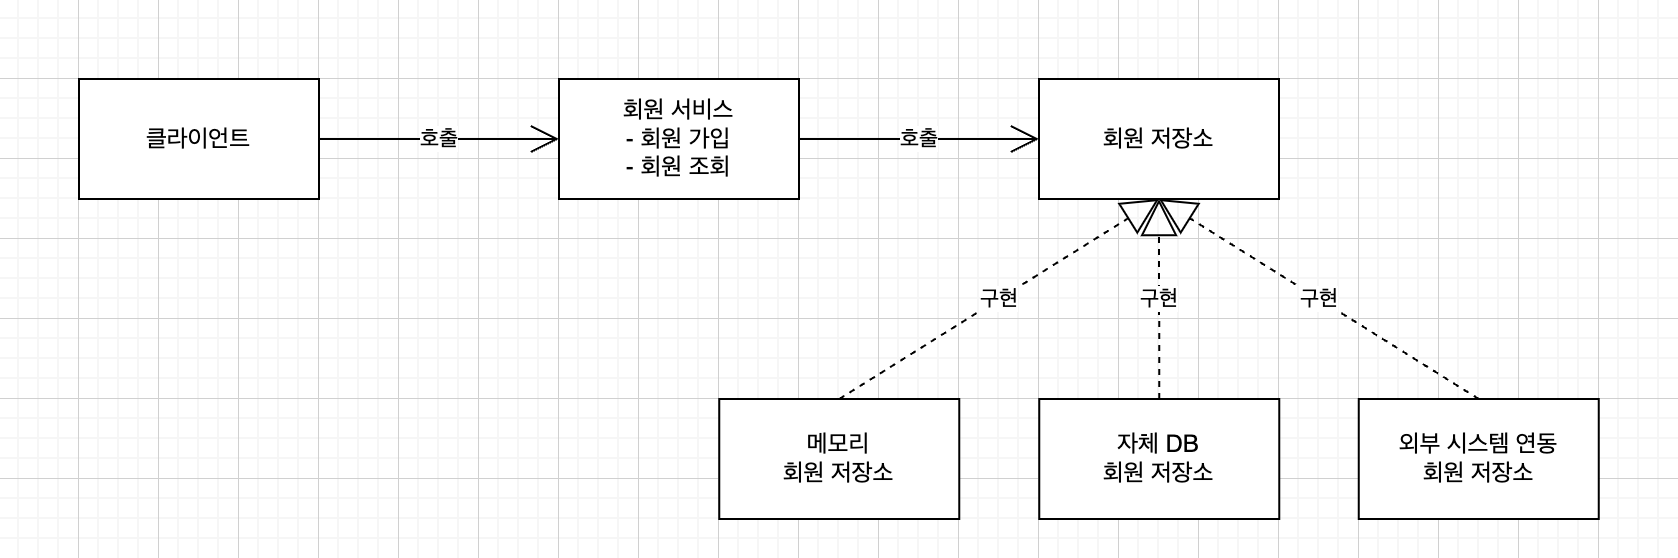 클라이언트
호출
회원 서비스
- 회원 가입
- 회원 조회
호출
회원 저장소
구현
구현
구현
메모리
회원 저장소
자체 DB
회원 저장소
외부 시스템 연동
회원 저장소